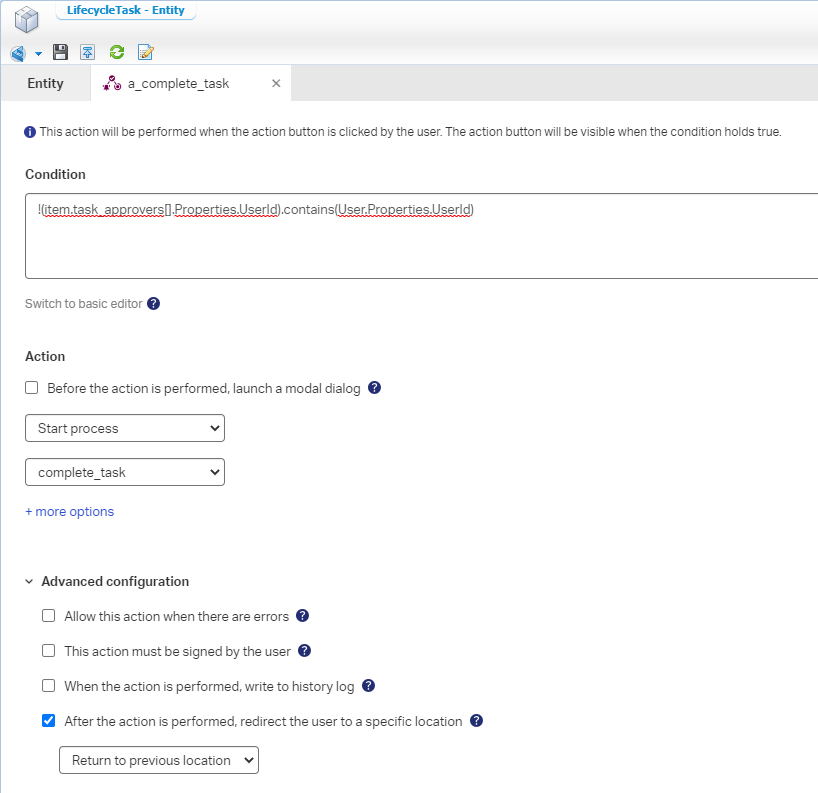 LifecycleTask - Entity
Entity
a_complete_task
This action will be performed when the action button is clicked by the user. The action button will be visible when the condition holds true.
Condition
!(item.task_approvers[].Properties.UserId).contains(User.Properties.UserId)
Switch to basic editor
Action
Before the action is performed, launch a modal dialog
Start process
complete_task
+ more options
Advanced configuration
Allow this action when there are errors
This action must be signed by the user
When the action is performed, write to history log
After the action is performed, redirect the user to a specific location
Return to previous location